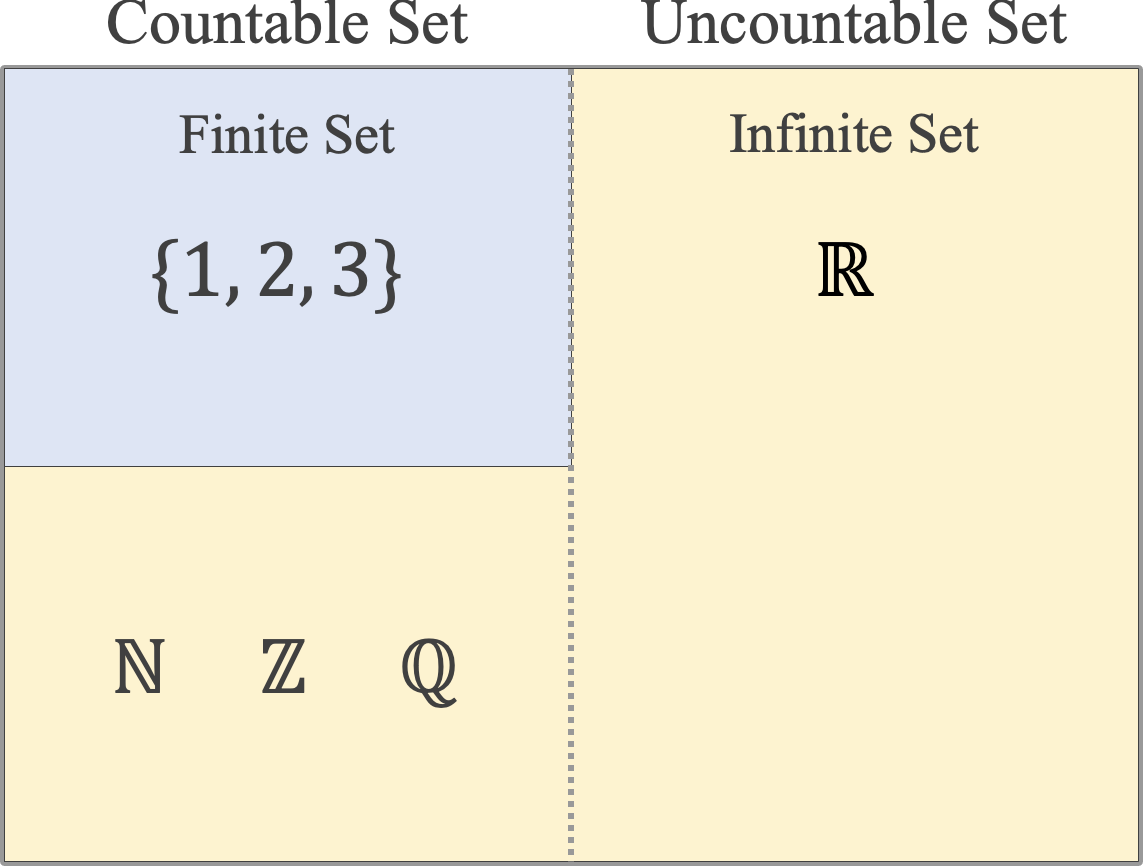 Countable Set Uncountable Set
Finite Set Infinite Set
{1, 2, 3} ℝ
ℕ ℤ ℚ